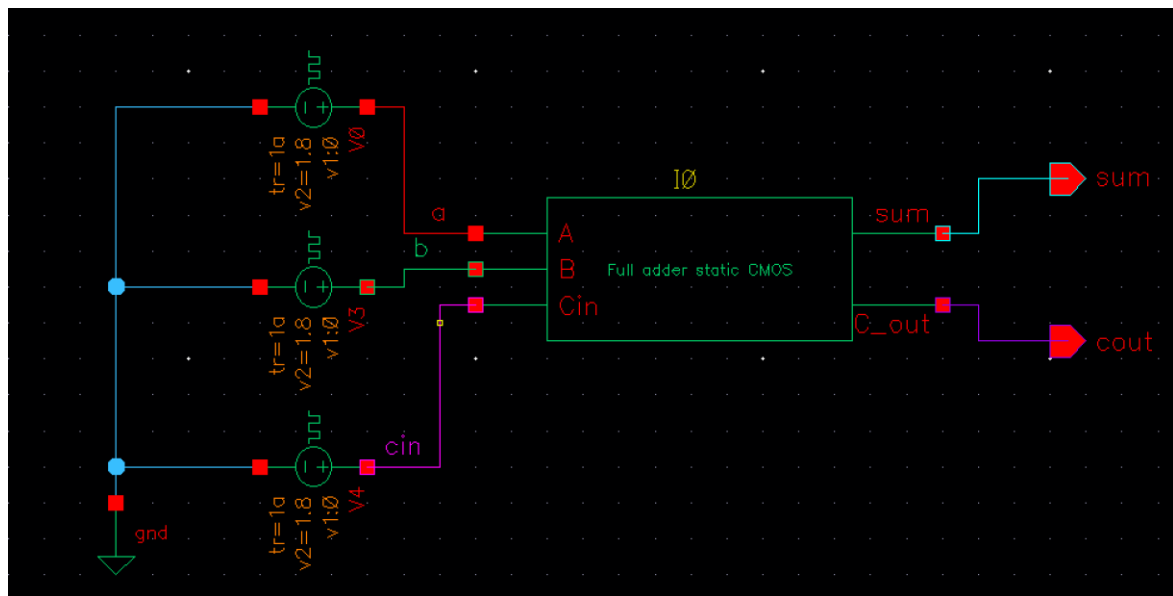 tr=1a
v2=1.8
v1:0
V0
I0
a
A
b
B
Cin
Full adder static CMOS
sum
C_out
sum
cout
tr=1a
v2=1.8
v1:0
V3
cin
tr=1a
v2=1.8
v1:0
V4
gnd